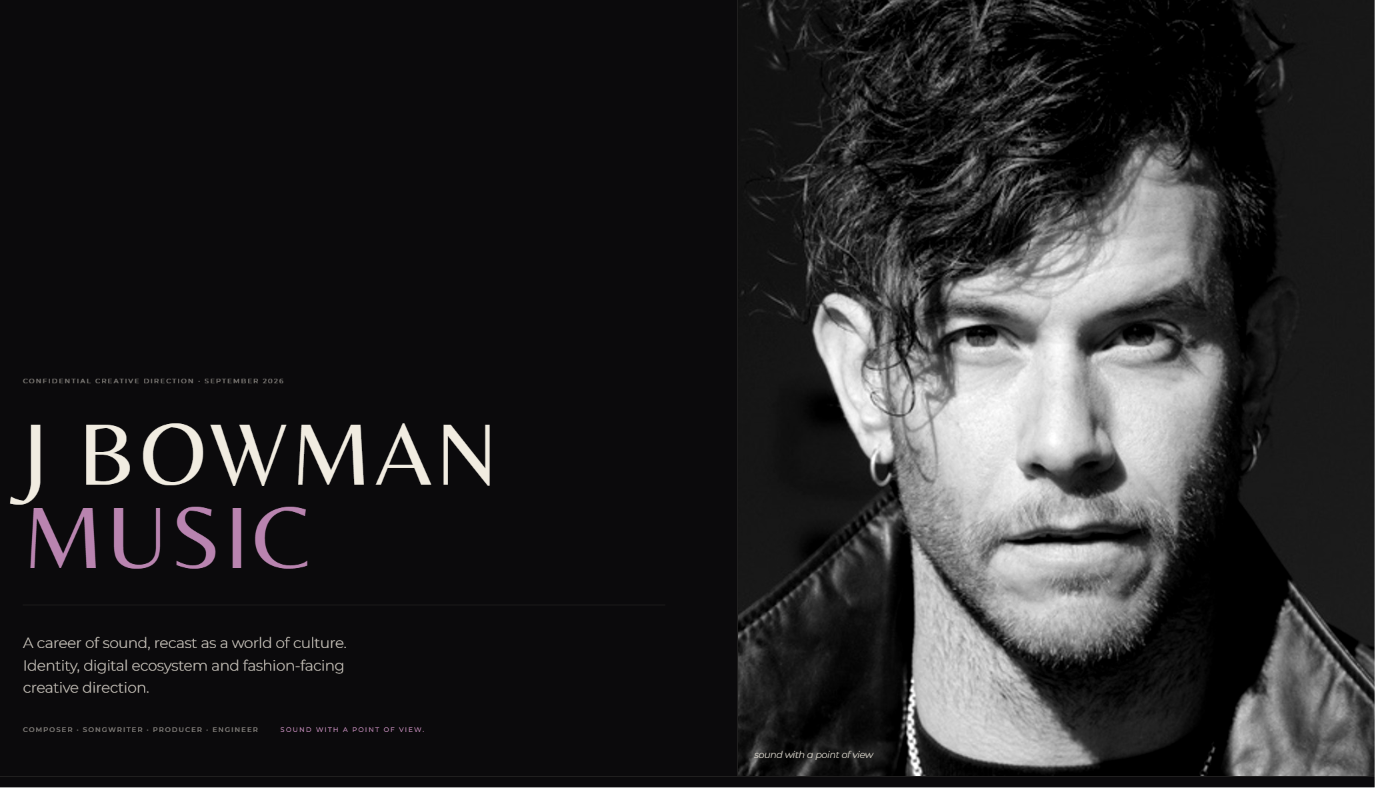 CONFIDENTIAL CREATIVE DIRECTION · SEPTEMBER 2026
J BOWMAN
MUSIC
A career of sound, recast as a world of culture.
Identity, digital ecosystem and fashion-facing
creative direction.
COMPOSER · SONGWRITER · PRODUCER · ENGINEER SOUND WITH A POINT OF VIEW.
sound with a point of view